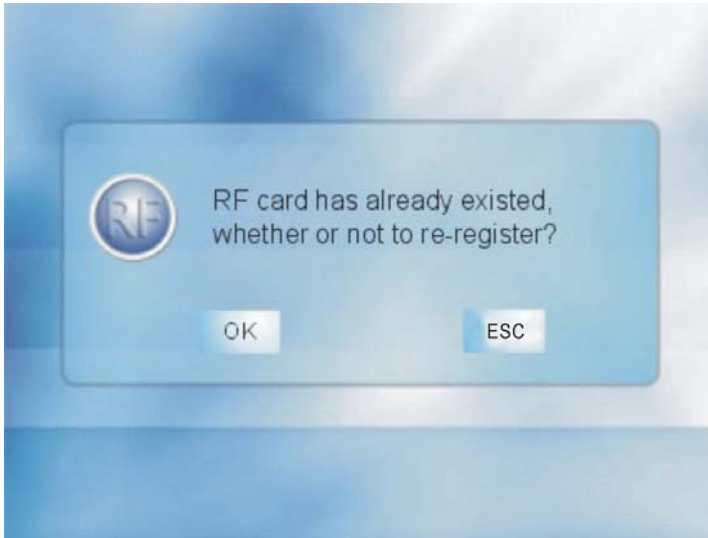 RF
RF card has already existed,
whether or not to re-register?
OK
ESC